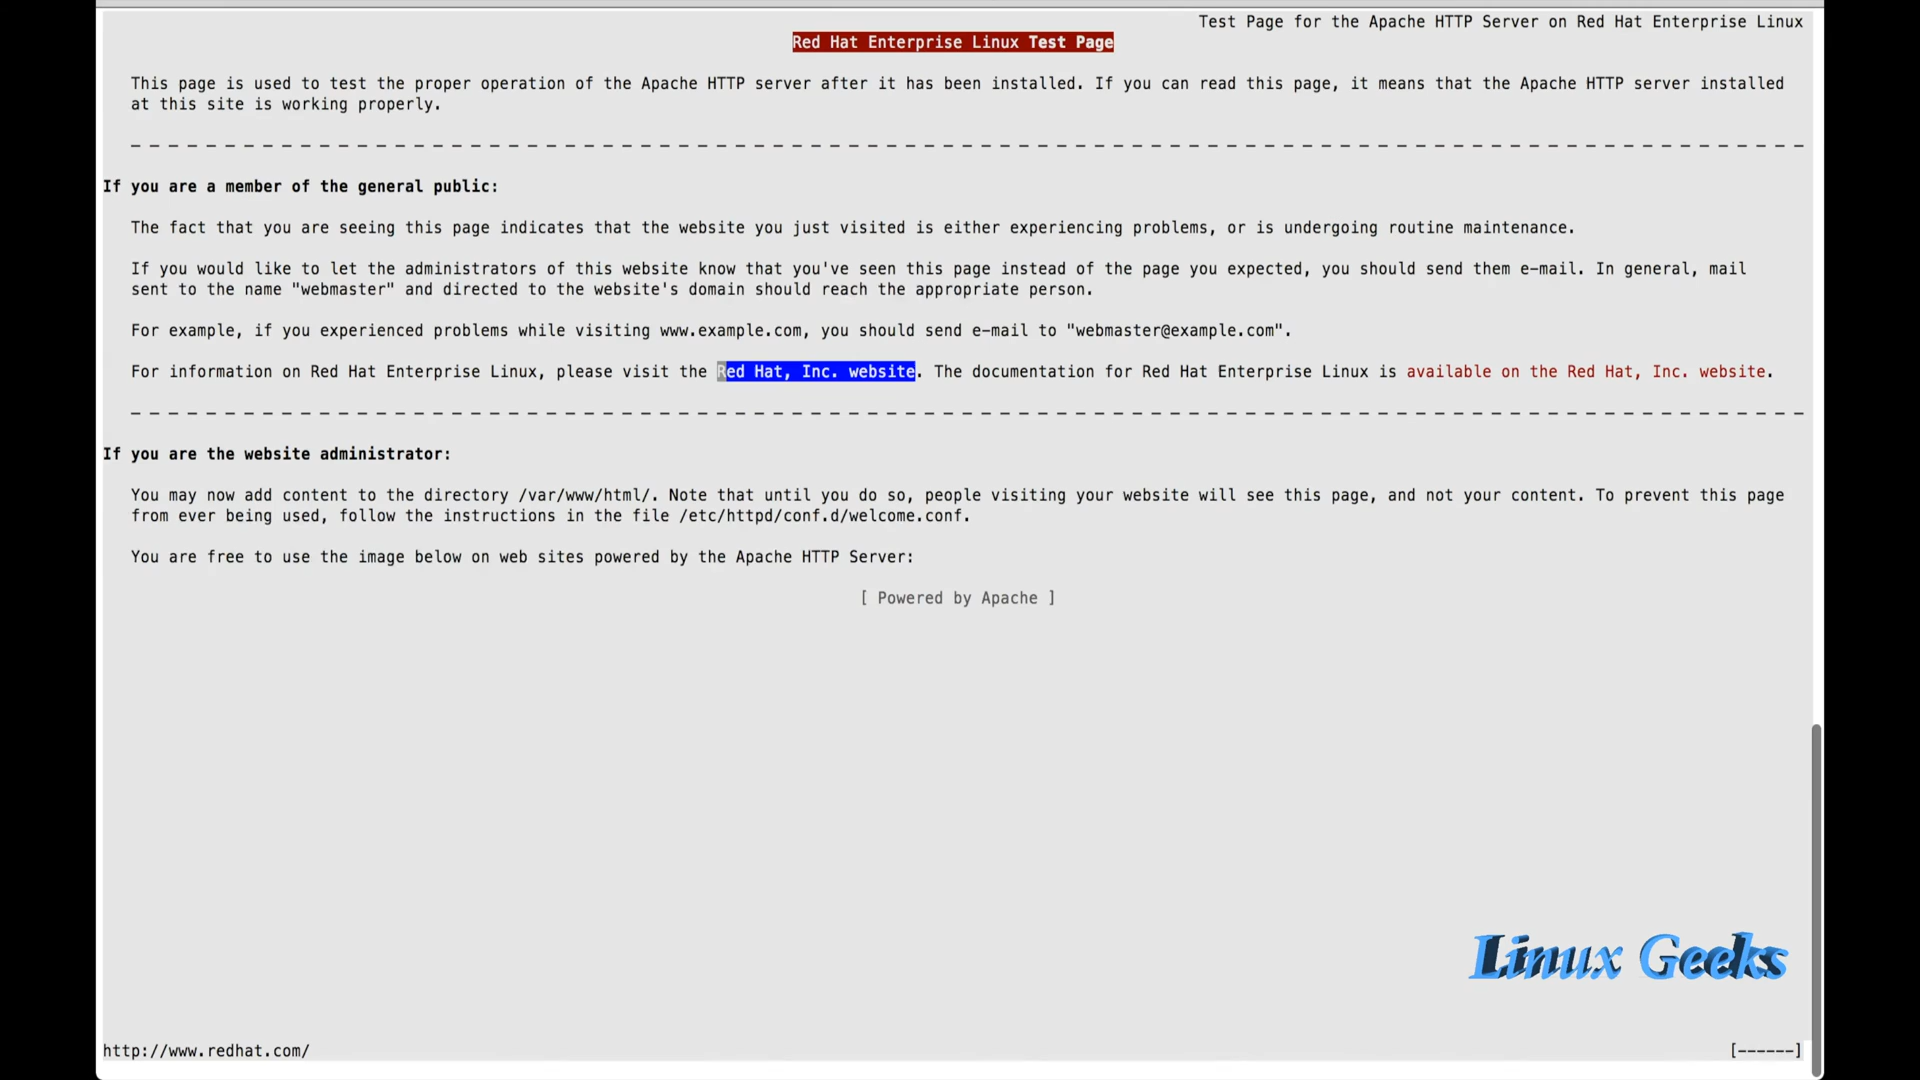 Test Page for the Apache HTTP Server on Red Hat Enterprise Linux
Red Hat Enterprise Linux Test Page
This page is used to test the proper operation of the Apache HTTP server after it has been installed. If you can read this page, it means that the Apache HTTP server installed
at this site is working properly.
If you are a member of the general public:
The fact that you are seeing this page indicates that the website you just visited is either experiencing problems, or is undergoing routine maintenance.
If you would like to let the administrators of this website know that you've seen this page instead of the page you expected, you should send them e-mail. In general, mail
sent to the name "webmaster" and directed to the website's domain should reach the appropriate person.
For example, if you experienced problems while visiting www.example.com, you should send e-mail to "webmaster@example.com".
For information on Red Hat Enterprise Linux, please visit the Red Hat, Inc. website. The documentation for Red Hat Enterprise Linux is available on the Red Hat, Inc. website.
If you are the website administrator:
You may now add content to the directory /var/www/html/. Note that until you do so, people visiting your website will see this page, and not your content. To prevent this page
from ever being used, follow the instructions in the file /etc/httpd/conf.d/welcome.conf.
You are free to use the image below on web sites powered by the Apache HTTP Server:
[ Powered by Apache ]
Linux Geeks
http://www.redhat.com/ [------]